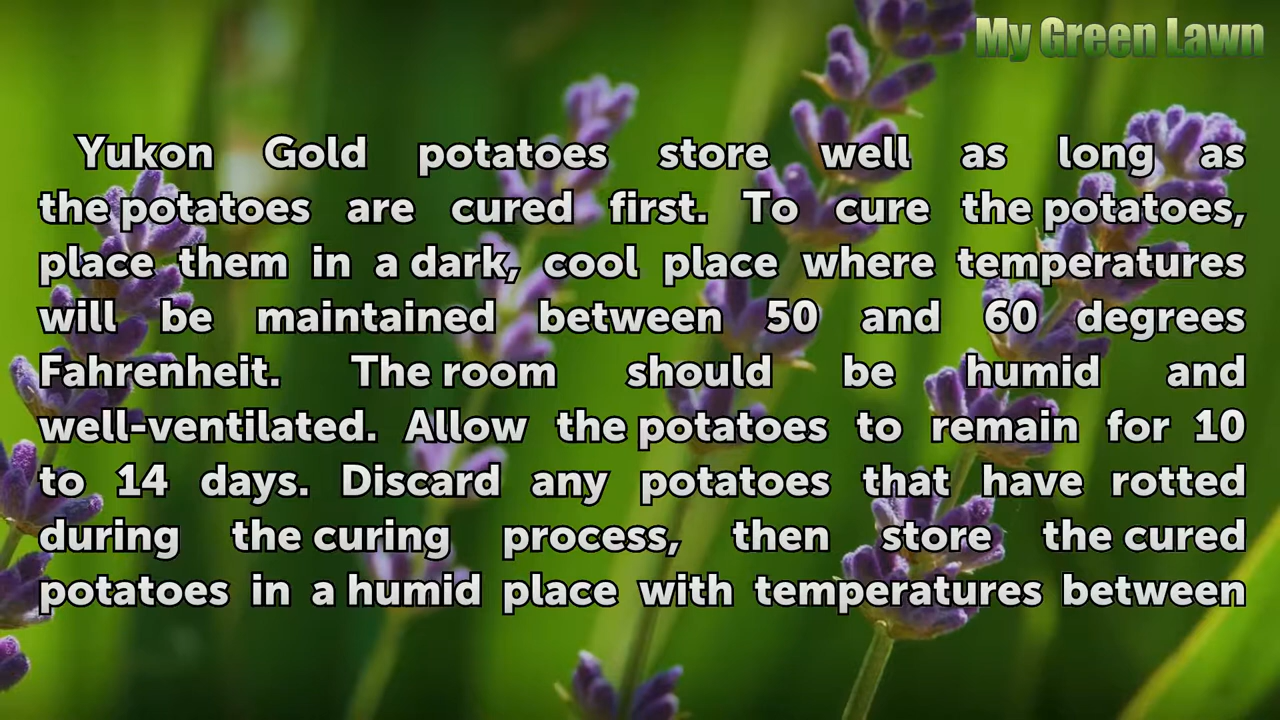 My Green Lawn
Yukon Gold potatoes store well as long as
the potatoes are cured first. To cure the potatoes,
place them in a dark, cool place where temperatures
will be maintained between 50 and 60 degrees
Fahrenheit. The room should be humid and
well-ventilated. Allow the potatoes to remain for 10
to 14 days. Discard any potatoes that have rotted
during the curing process, then store the cured
potatoes in a humid place with temperatures between